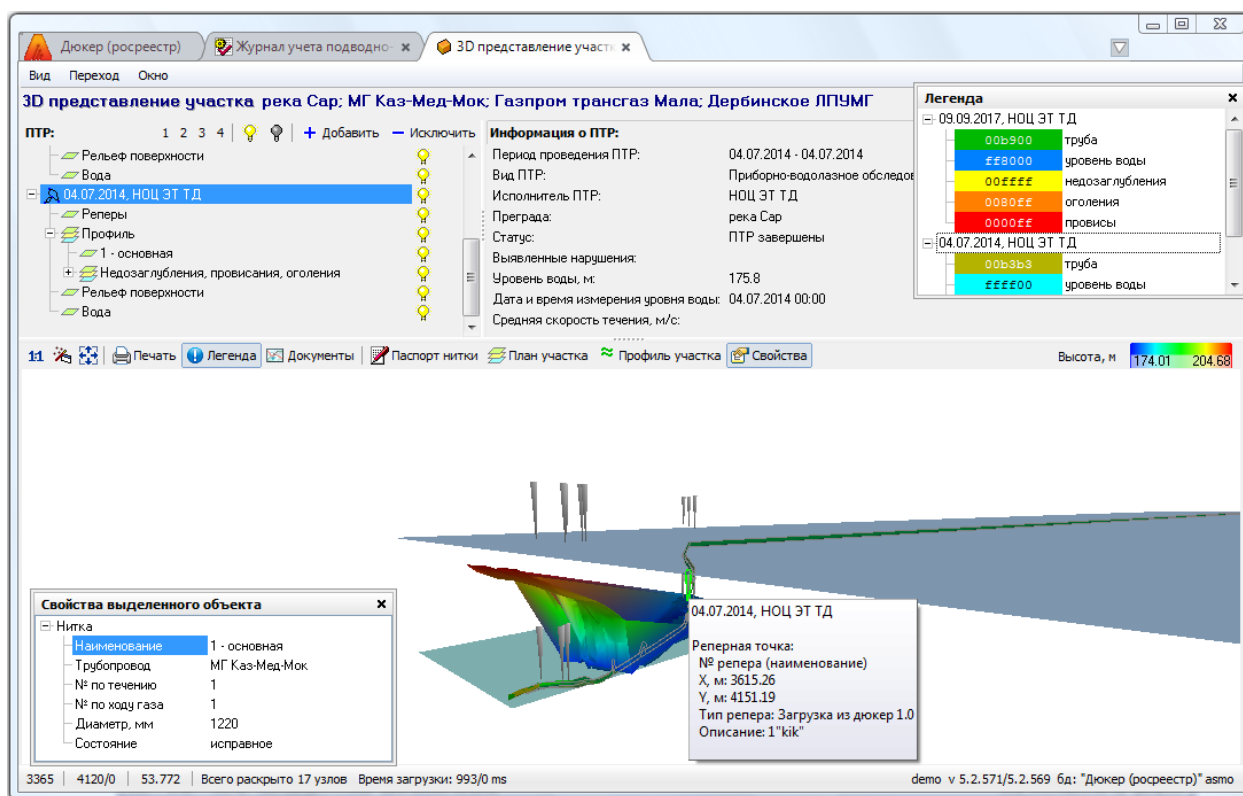 Дюкер (росреестр) Журнал учета подводно- 3D представление участк
Вид Переход Окно
3D представление участка река Сар; МГ Каз-Мед-Мок; Газпром трансгаз Мала; Дербинское ЛПУМГ
ПТР: 1 2 3 4 Добавить Исключить
Рельеф поверхности
Вода
04.07.2014, НОЦ ЭТ ТД
Реперы
Профиль
1 - основная
Недозаглубления, провисания, оголения
Рельеф поверхности
Вода
Информация о ПТР:
Период проведения ПТР: 04.07.2014 - 04.07.2014
Вид ПТР: Приборно-водолазное обследов
Исполнитель ПТР: НОЦ ЭТ ТД
Преграда: река Сар
Статус: ПТР завершены
Выявленные нарушения:
Уровень воды, м: 175.8
Дата и время измерения уровня воды: 04.07.2014 00:00
Средняя скорость течения, м/с:
Легенда
09.09.2017, НОЦ ЭТ ТД
00b900 труба
ff8000 уровень воды
00ffff недозаглубления
0080ff оголения
0000ff провисы
04.07.2014, НОЦ ЭТ ТД
00b3b3 труба
ffff00 уровень воды
1:1 Печать Легенда Документы Паспорт нитки План участка Профиль участка Свойства Высота, м 174.01 204.68
04.07.2014, НОЦ ЭТ ТД
Реперная точка:
№ репера (наименование)
X, м: 3615.26
Y, м: 4151.19
Тип репера: Загрузка из дюкер 1.0
Описание: 1"kik"
Свойства выделенного объекта
Нитка
Наименование 1 - основная
Трубопровод МГ Каз-Мед-Мок
№ по течению 1
№ по ходу газа 1
Диаметр, мм 1220
Состояние исправное
3365 4120/0 53.772 Всего раскрыто 17 узлов Время загрузки: 993/0 ms demo v 5.2.571/5.2.569 бд: "Дюкер (росреестр)" asmo